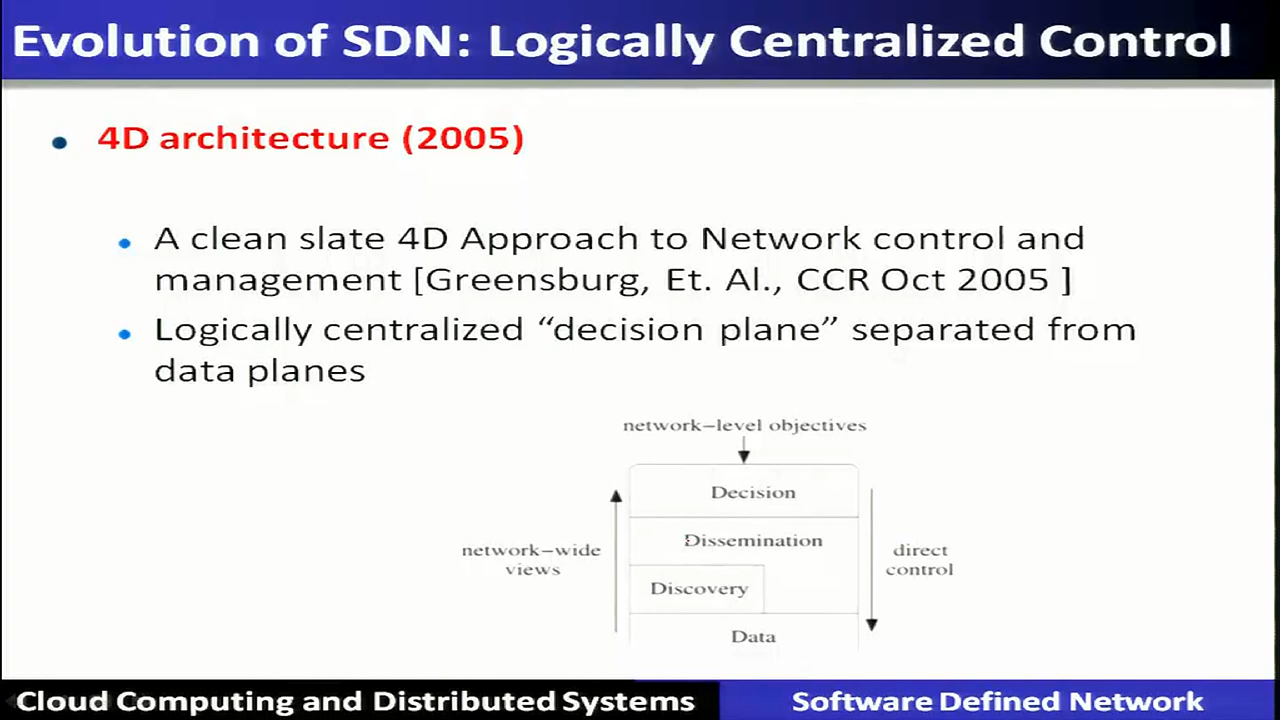 Evolution of SDN: Logically Centralized Control
4D architecture (2005)
A clean slate 4D Approach to Network control and
management [Greensburg, Et. Al., CCR Oct 2005 ]
Logically centralized “decision plane” separated from
data planes
network–level objectives
Decision
Dissemination
network–wide
views
direct
control
Discovery
Data
Cloud Computing and Distributed Systems
Software Defined Network